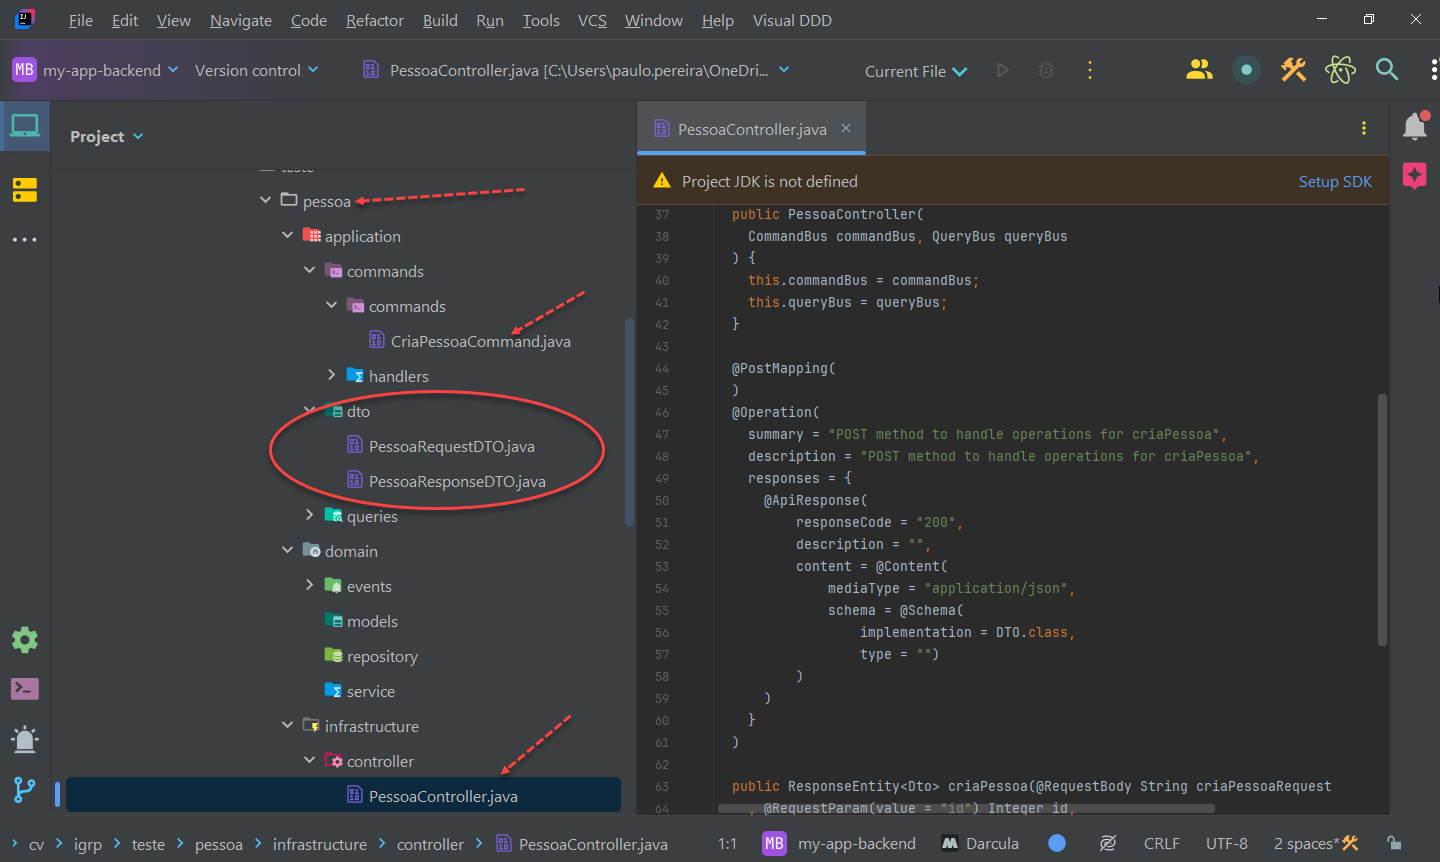 File Edit View Navigate Code Refactor Build Run Tools VCS Window Help Visual DDD
MB my-app-backend Version control PessoaController.java [C:\Users\paulo.pereira\OneDri... Current File
Project
teste
pessoa
application
commands
commands
CriaPessoaCommand.java
handlers
dto
PessoaRequestDTO.java
PessoaResponseDTO.java
queries
domain
events
models
repository
service
infrastructure
controller
PessoaController.java
PessoaController.java
Project JDK is not defined Setup SDK
37 public PessoaController(
38 CommandBus commandBus, QueryBus queryBus
39 ) {
40 this.commandBus = commandBus;
41 this.queryBus = queryBus;
42 }
43
44 @PostMapping(
45 )
46 @Operation(
47 summary = "POST method to handle operations for criaPessoa",
48 description = "POST method to handle operations for criaPessoa",
49 responses = {
50 @ApiResponse(
51 responseCode = "200",
52 description = "",
53 content = @Content(
54 mediaType = "application/json",
55 schema = @Schema(
56 implementation = DTO.class,
57 type = "")
58 )
59 )
60 }
61 )
62
63 public ResponseEntity<Dto> criaPessoa(@RequestBody String criaPessoaRequest
64 , @RequestParam(value = "id") Integer id,
cv igrp teste pessoa infrastructure controller PessoaController.java 1:1 MB my-app-backend Darcula CRLF UTF-8 2 spaces*